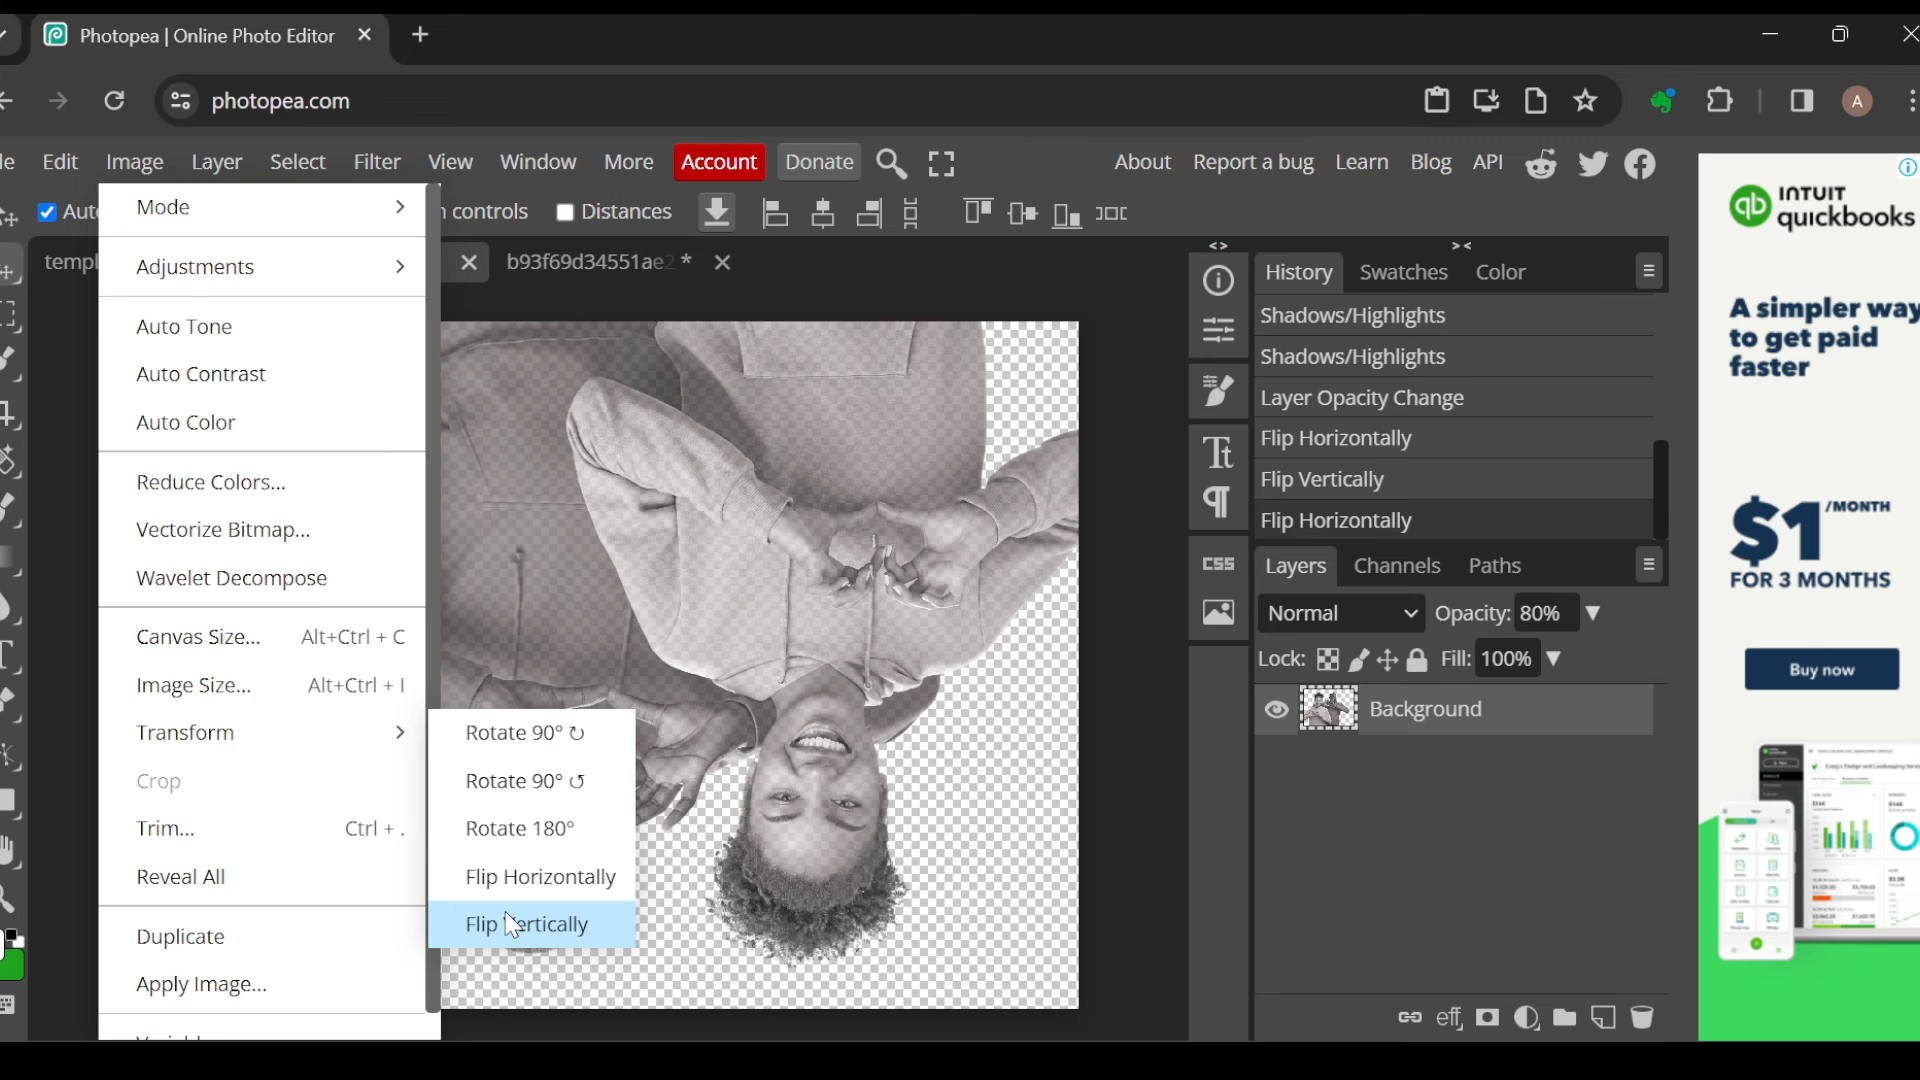 Photopea | Online Photo Editor
photopea.com
Edit Image Layer Select Filter View Window More Account Donate About Report a bug Learn Blog API
controls Distances
b93f69d34551ae2 *
Mode
Adjustments
Auto Tone
Auto Contrast
Auto Color
Reduce Colors...
Vectorize Bitmap...
Wavelet Decompose
Canvas Size... Alt+Ctrl + C
Image Size... Alt+Ctrl + I
Transform
Crop
Trim... Ctrl + .
Reveal All
Duplicate
Apply Image...
Rotate 90°
Rotate 90°
Rotate 180°
Flip Horizontally
Flip Vertically
History Swatches Color
Shadows/Highlights
Shadows/Highlights
Layer Opacity Change
Flip Horizontally
Flip Vertically
Flip Horizontally
Layers Channels Paths
Normal Opacity: 80%
Lock: Fill: 100%
Background
CSS
eff
A
INTUIT
qb quickbooks
A simpler way
to get paid
faster
$1 /MONTH
FOR 3 MONTHS
Buy now